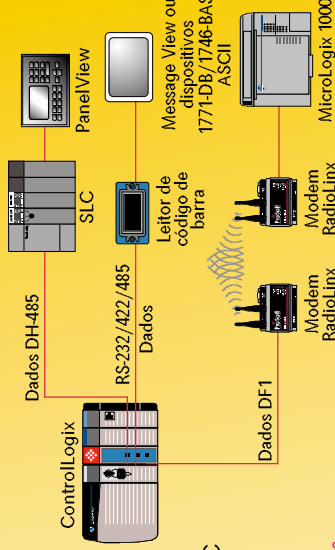 ControlLogix
Dados DH-485
SLC
PanelView
RS-232/422/485
Dados
Leitor de
código de
barra
Message View ou
dispositivos
1771-DB/1746-BAS
ASCII
Dados DF1
Modem
RadioLinx
Modem
RadioLinx
MicroLogix 1000